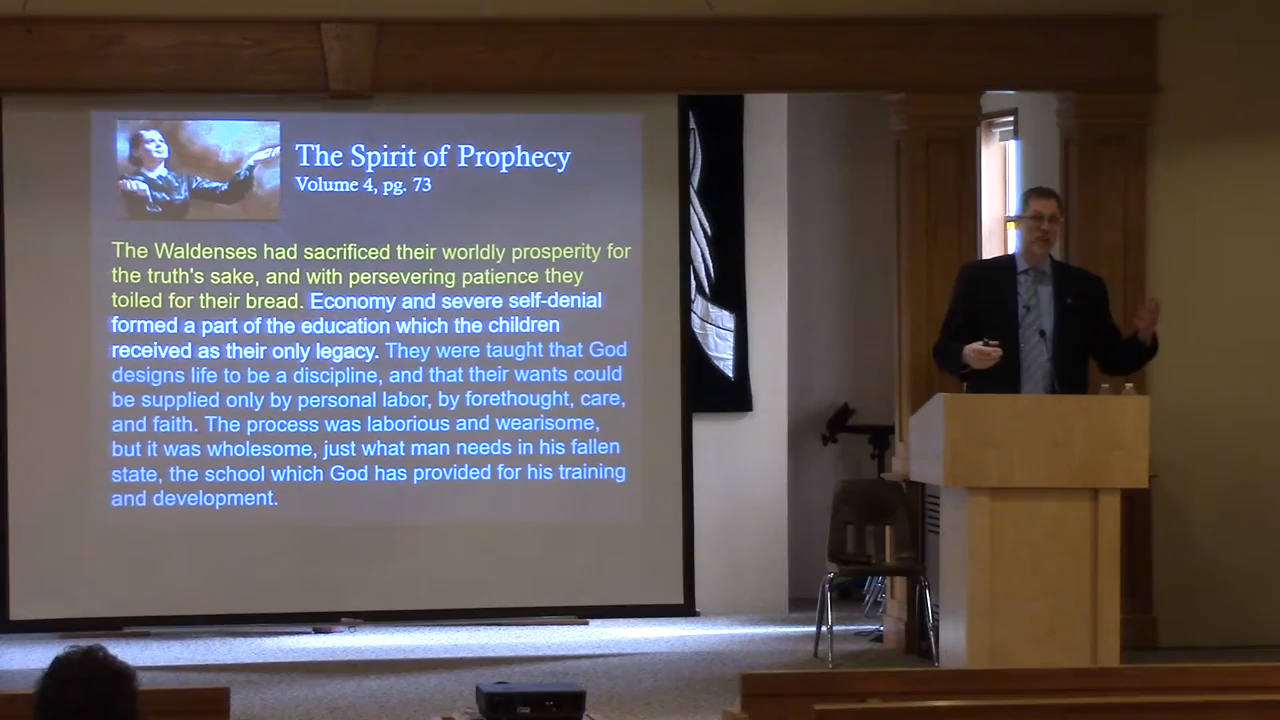 The Spirit of Prophecy
Volume 4, pg. 73
The Waldenses had sacrificed their worldly prosperity for
the truth's sake, and with persevering patience they
toiled for their bread. Economy and severe self-denial
formed a part of the education which the children
received as their only legacy. They were taught that God
designs life to be a discipline, and that their wants could
be supplied only by personal labor, by forethought, care,
and faith. The process was laborious and wearisome,
but it was wholesome, just what man needs in his fallen
state, the school which God has provided for his training
and development.